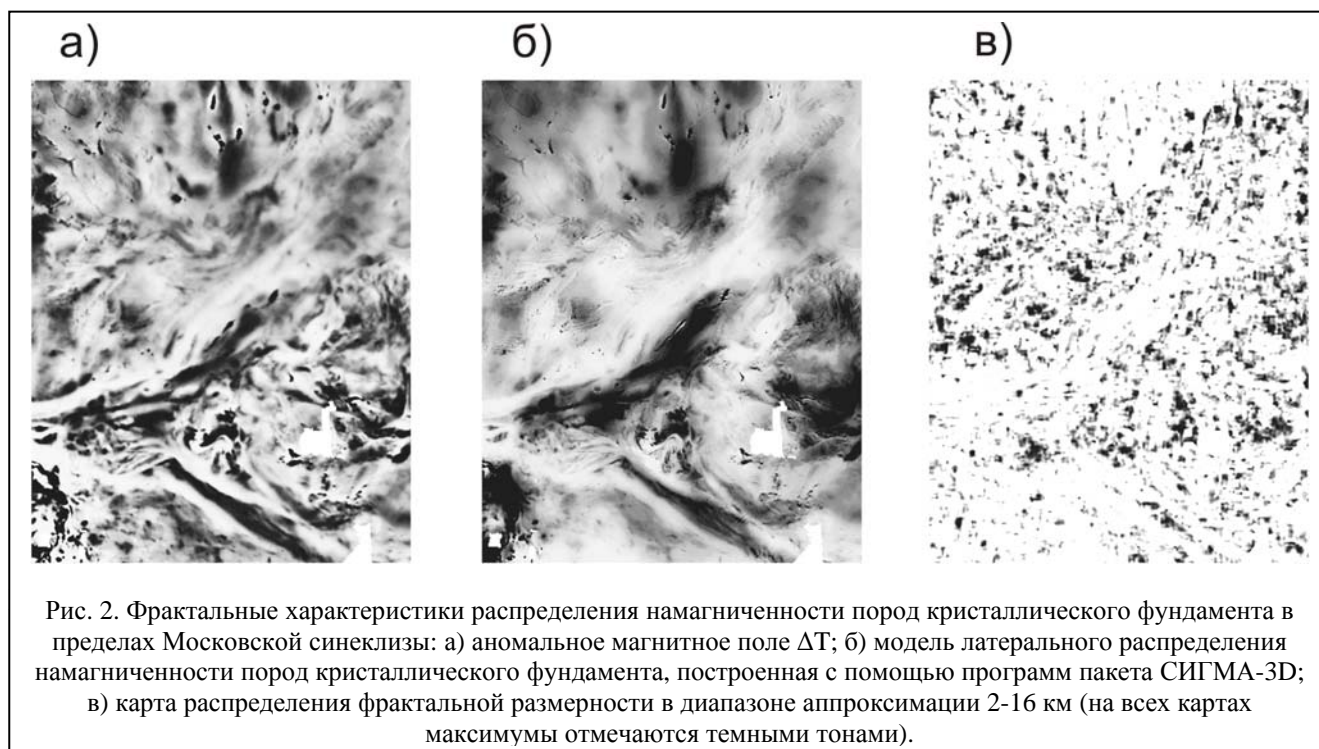 а) б) в)
Рис. 2. Фрактальные характеристики распределения намагниченности пород кристаллического фундамента в
пределах Московской синеклизы: а) аномальное магнитное поле ΔТ; б) модель латерального распределения
намагниченности пород кристаллического фундамента, построенная с помощью программ пакета СИГМА-3D;
в) карта распределения фрактальной размерности в диапазоне аппроксимации 2-16 км (на всех картах
максимумы отмечаются темными тонами).